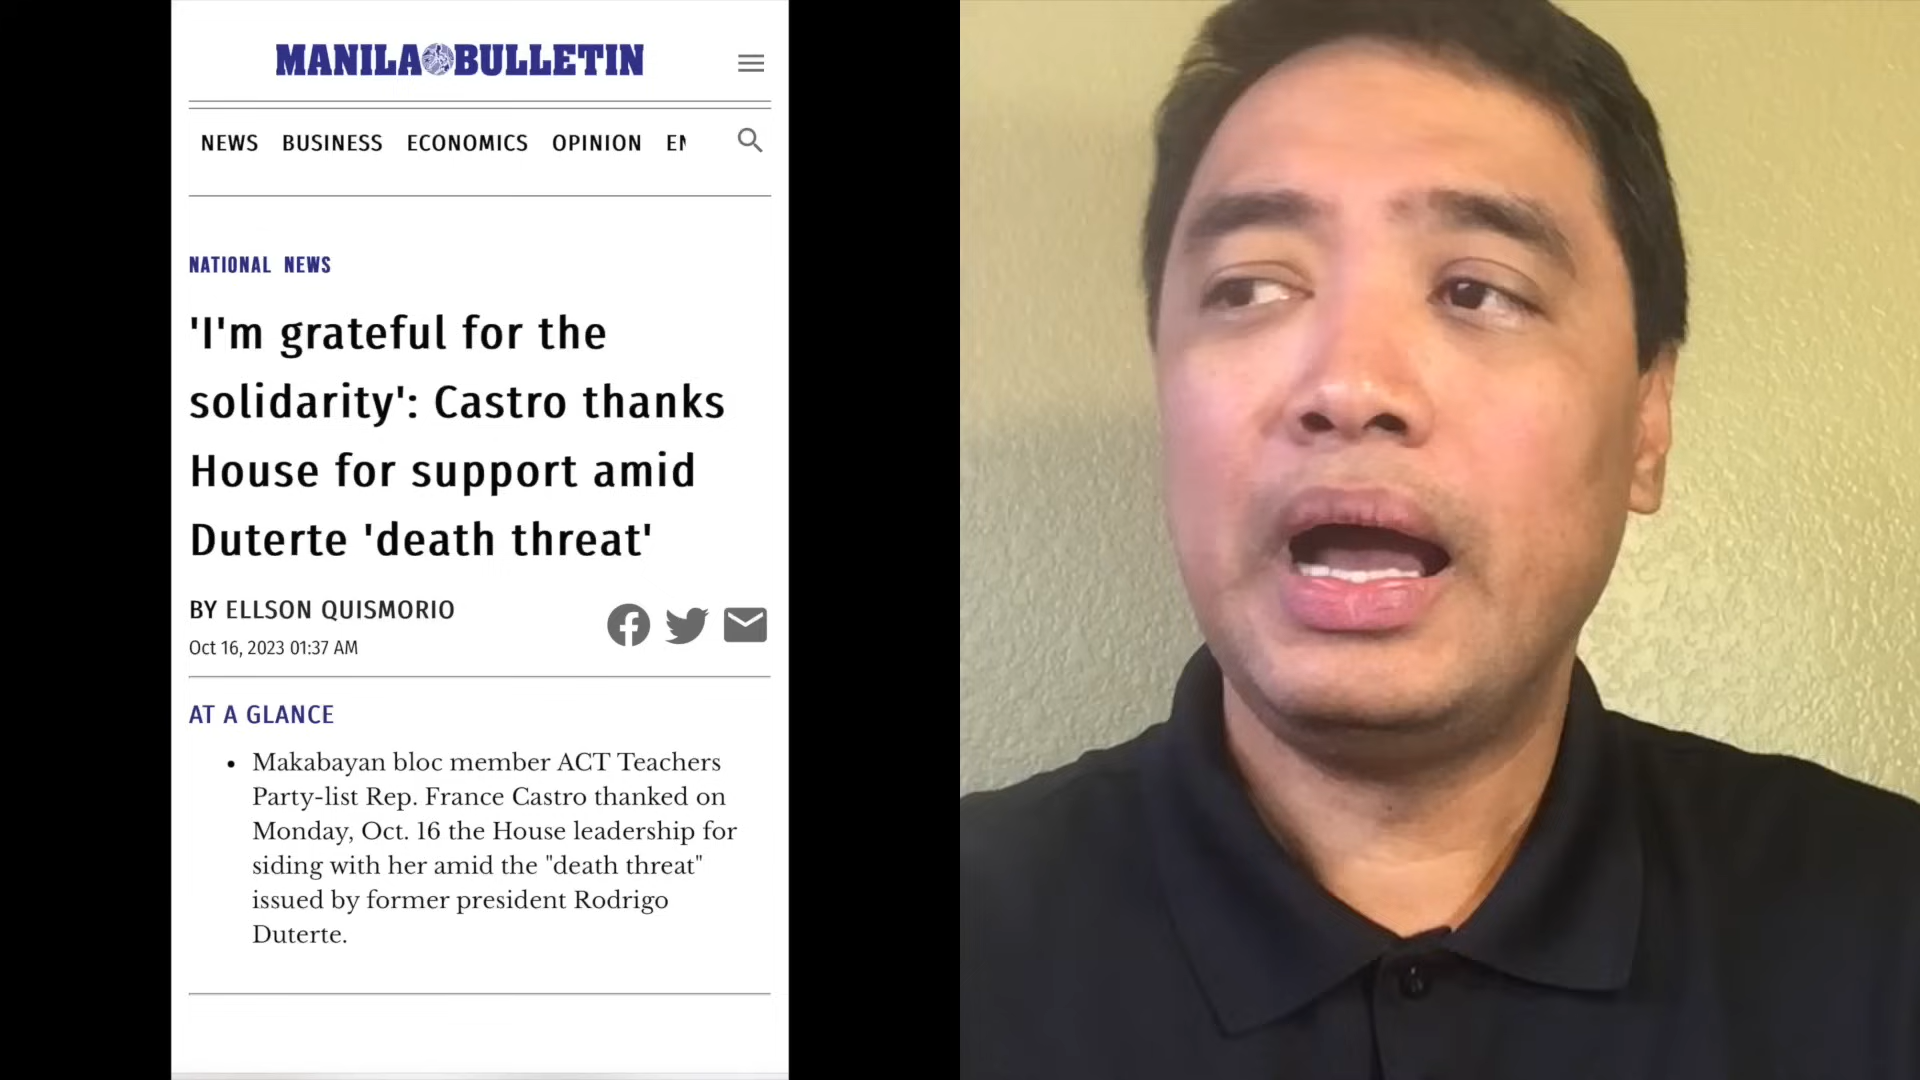 MANILA BULLETIN
NEWS BUSINESS ECONOMICS OPINION
NATIONAL NEWS
'I'm grateful for the
solidarity': Castro thanks
House for support amid
Duterte 'death threat'
BY ELLSON QUISMORIO
Oct 16, 2023 01:37 AM
AT A GLANCE
• Makabayan bloc member ACT Teachers
Party-list Rep. France Castro thanked on
Monday, Oct. 16 the House leadership for
siding with her amid the "death threat"
issued by former president Rodrigo
Duterte.